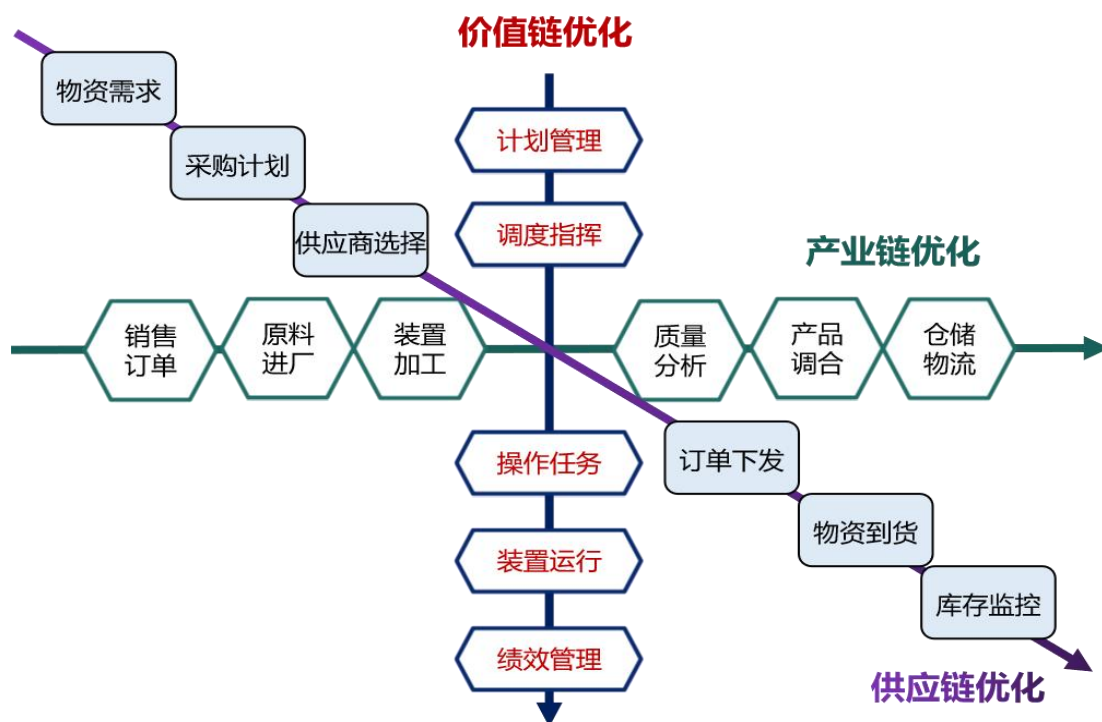 价值链优化
物资需求
计划管理
采购计划
供应商选择
调度指挥
产业链优化
销售
订单
原料
进厂
装置
加工
质量
分析
产品
调合
仓储
物流
操作任务
订单下发
物资到货
装置运行
库存监控
绩效管理
供应链优化